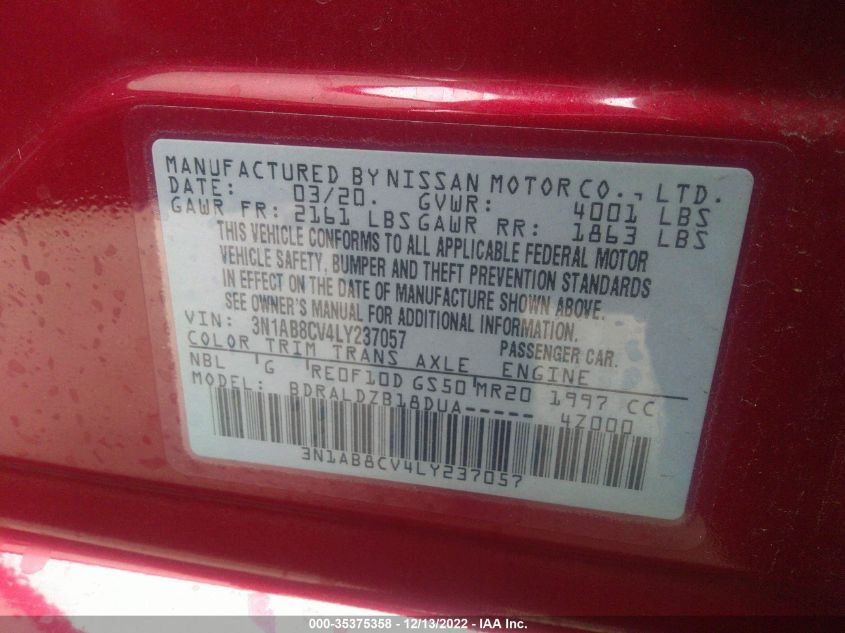 MANUFACTURED BY NISSAN MOTOR CO., LTD.
DATE: 03/20. GVWR: 4001 LBS
GAWR FR: 2161 LBS GAWR RR: 1863 LBS
THIS VEHICLE CONFORMS TO ALL APPLICABLE FEDERAL MOTOR
VEHICLE SAFETY, BUMPER AND THEFT PREVENTION STANDARDS
IN EFFECT ON THE DATE OF MANUFACTURE SHOWN ABOVE.
SEE OWNER'S MANUAL FOR ADDITIONAL INFORMATION.
VIN: 3N1AB8CV4LY237057 PASSENGER CAR.
COLOR TRIM TRANS AXLE ENGINE
NBL G RE0F10D GS50 MR20 1997 CC
MODEL: BDRALDZB18DUA----- 4Z000
3N1AB8CV4LY237057
000-35375358 - 12/13/2022 - IAA Inc.